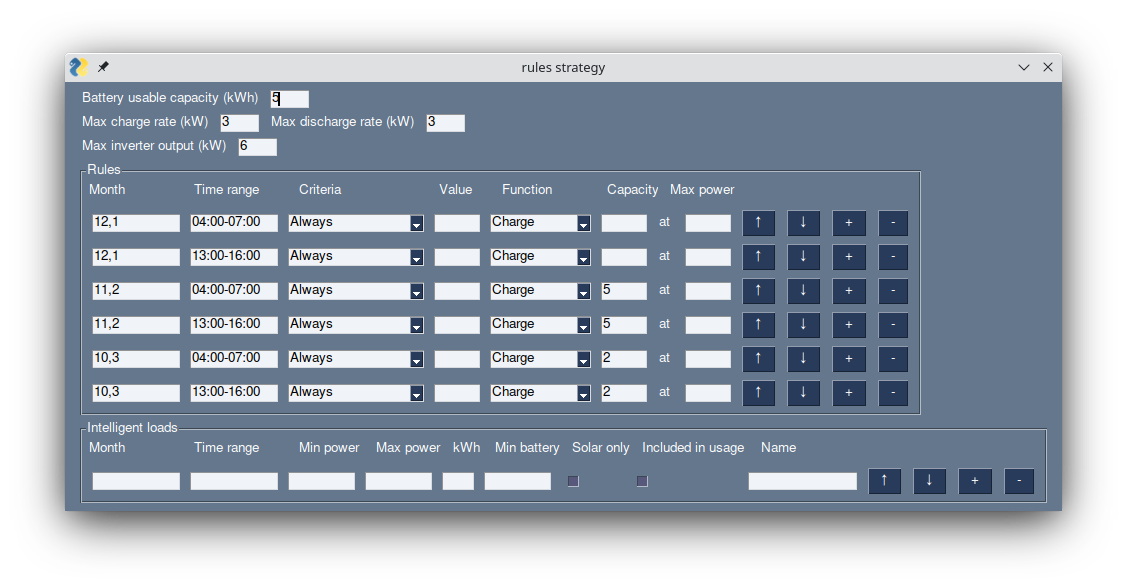 rules strategy
Battery usable capacity (kWh) 5
Max charge rate (kW) 3 Max discharge rate (kW) 3
Max inverter output (kW) 6
Rules
Month Time range Criteria Value Function Capacity Max power
12,1 04:00-07:00 Always Charge at ↑ ↓ + -
12,1 13:00-16:00 Always Charge at ↑ ↓ + -
11,2 04:00-07:00 Always Charge 5 at ↑ ↓ + -
11,2 13:00-16:00 Always Charge 5 at ↑ ↓ + -
10,3 04:00-07:00 Always Charge 2 at ↑ ↓ + -
10,3 13:00-16:00 Always Charge 2 at ↑ ↓ + -
Intelligent loads
Month Time range Min power Max power kWh Min battery Solar only Included in usage Name
↑ ↓ + -